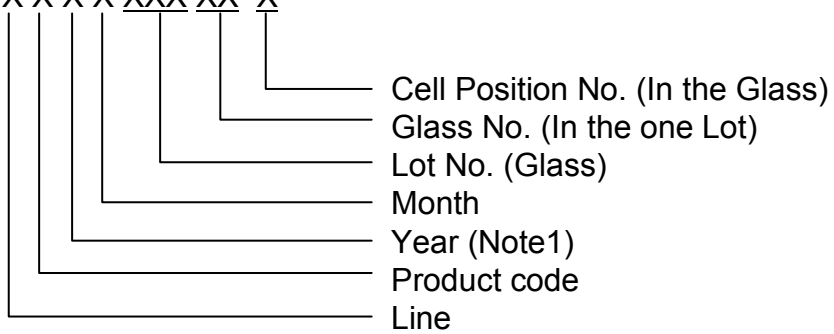 X X X X XXX XX X
Cell Position No. (In the Glass)
Glass No. (In the one Lot)
Lot No. (Glass)
Month
Year (Note1)
Product code
Line